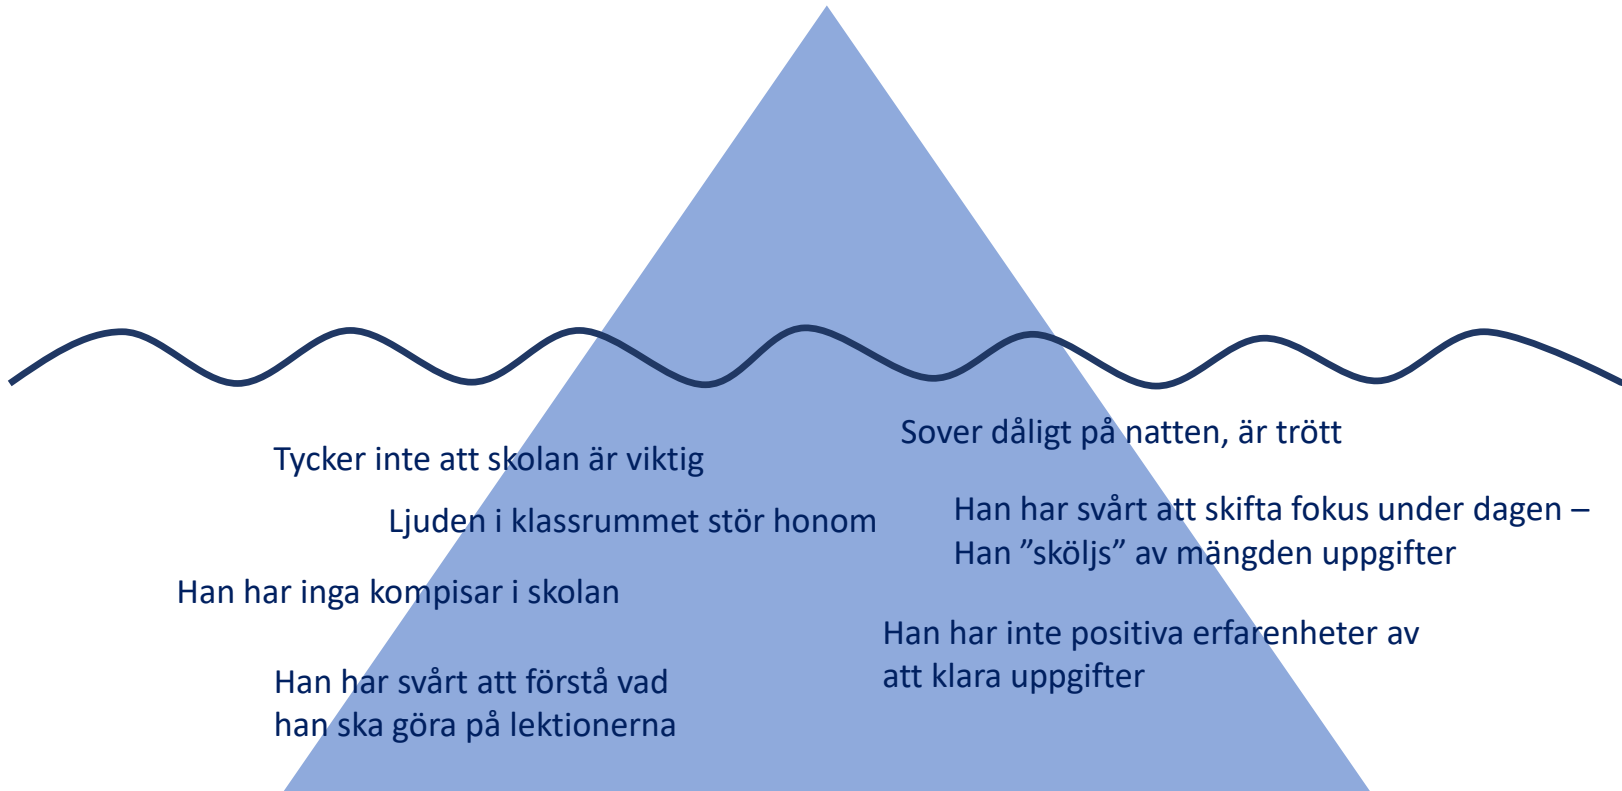 Sover dåligt på natten, är trött
Tycker inte att skolan är viktig
Ljuden i klassrummet stör honom
Han har svårt att skifta fokus under dagen –
Han ”sköljs” av mängden uppgifter
Han har inga kompisar i skolan
Han har inte positiva erfarenheter av
att klara uppgifter
Han har svårt att förstå vad
han ska göra på lektionerna